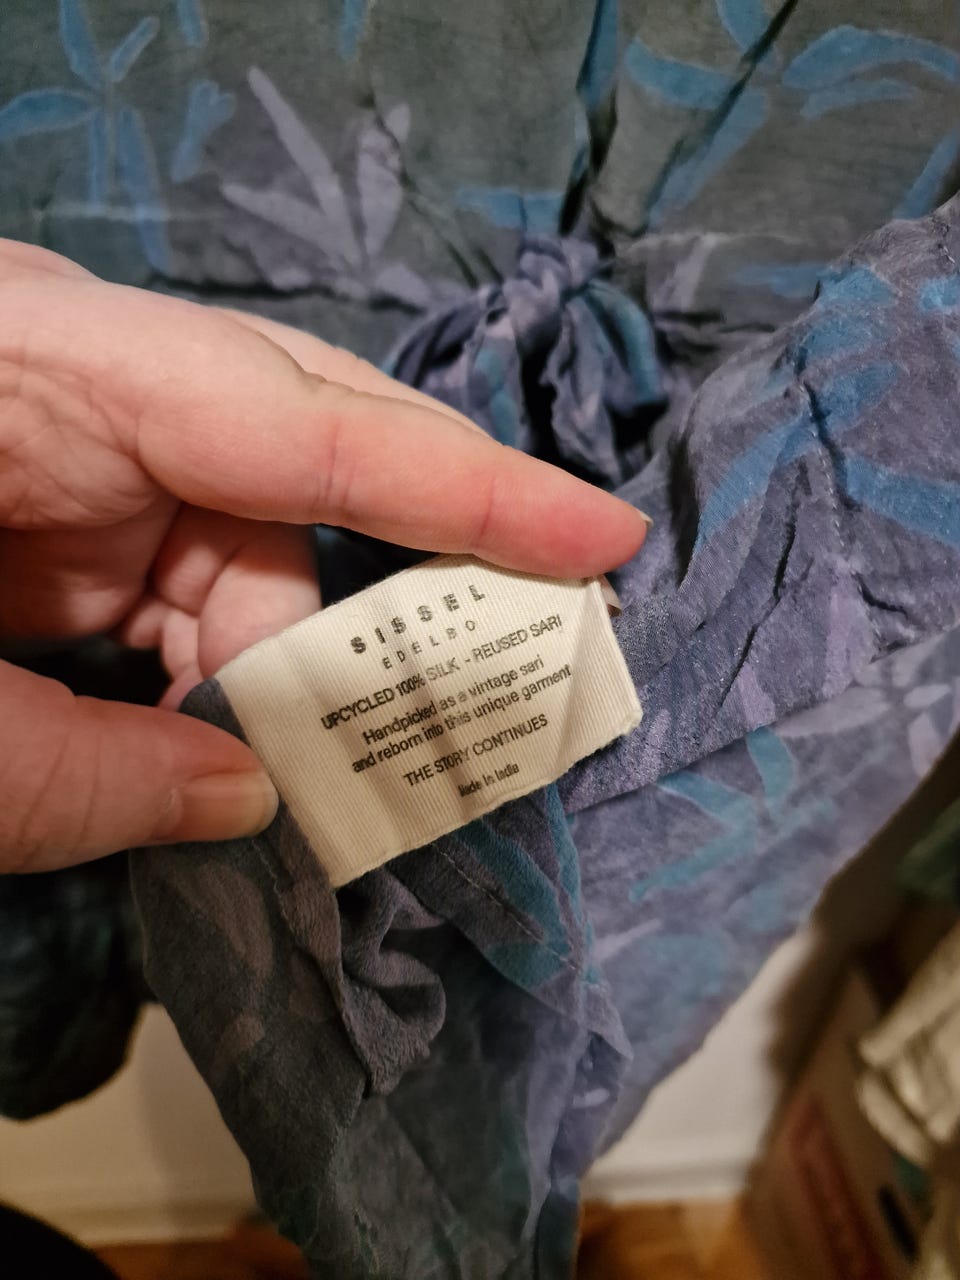 SISSEL
EDELBO
UPCYCLED 100% SILK - REUSED SARI
Handpicked as a vintage sari
and reborn into this unique garment
THE STORY CONTINUES
Made in India